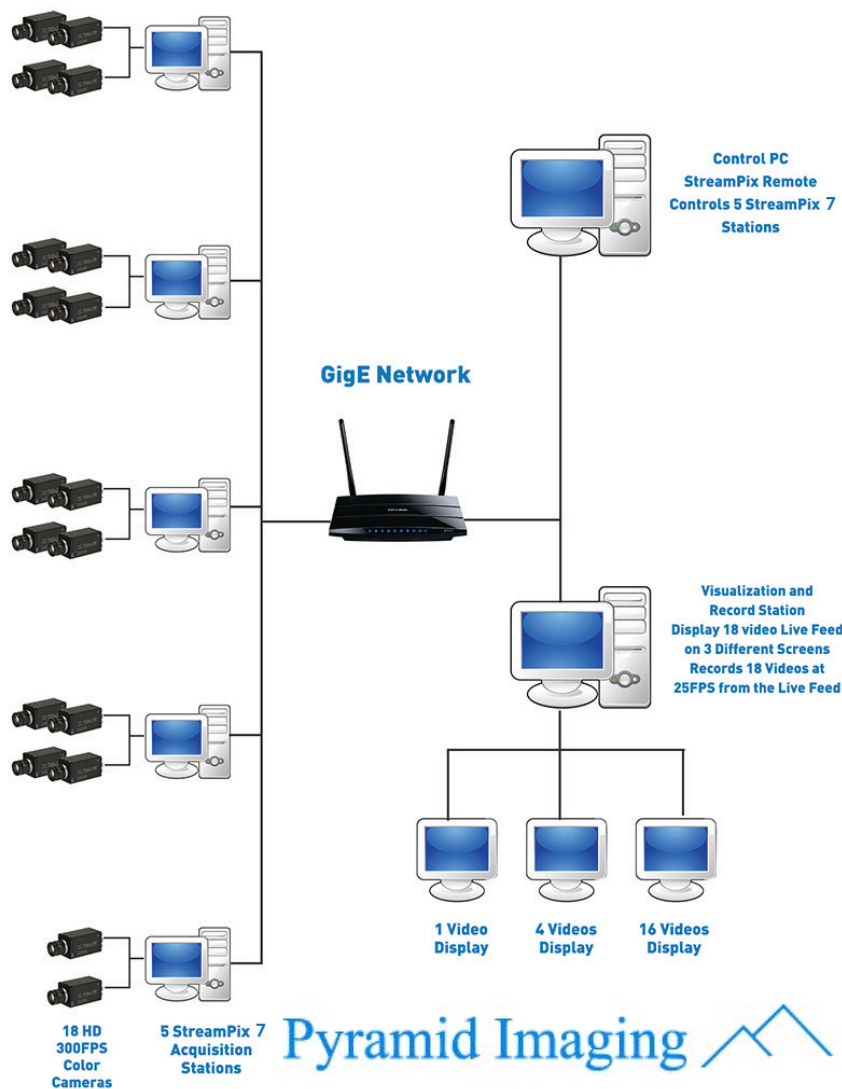 Control PC
StreamPix Remote
Controls 5 StreamPix 7
Stations
GigE Network
TP-LINK
Visualization and
Record Station
Display 18 video Live Feed
on 3 Different Screens
Records 18 Videos at
25FPS from the Live Feed
1 Video
Display
4 Videos
Display
16 Videos
Display
18 HD
300FPS
Color
Cameras
5 StreamPix 7
Acquisition
Stations
Pyramid Imaging